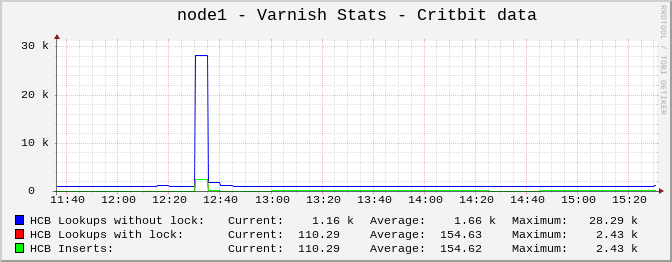 node1 - Varnish Stats - Critbit data
RRDTOOL / TOBI OETIKER
30 k
20 k
10 k
0
11:40 12:00 12:20 12:40 13:00 13:20 13:40 14:00 14:20 14:40 15:00 15:20
HCB Lookups without lock: Current: 1.16 k Average: 1.66 k Maximum: 28.29 k
HCB Lookups with lock: Current: 110.29 Average: 154.63 Maximum: 2.43 k
HCB Inserts: Current: 110.29 Average: 154.62 Maximum: 2.43 k